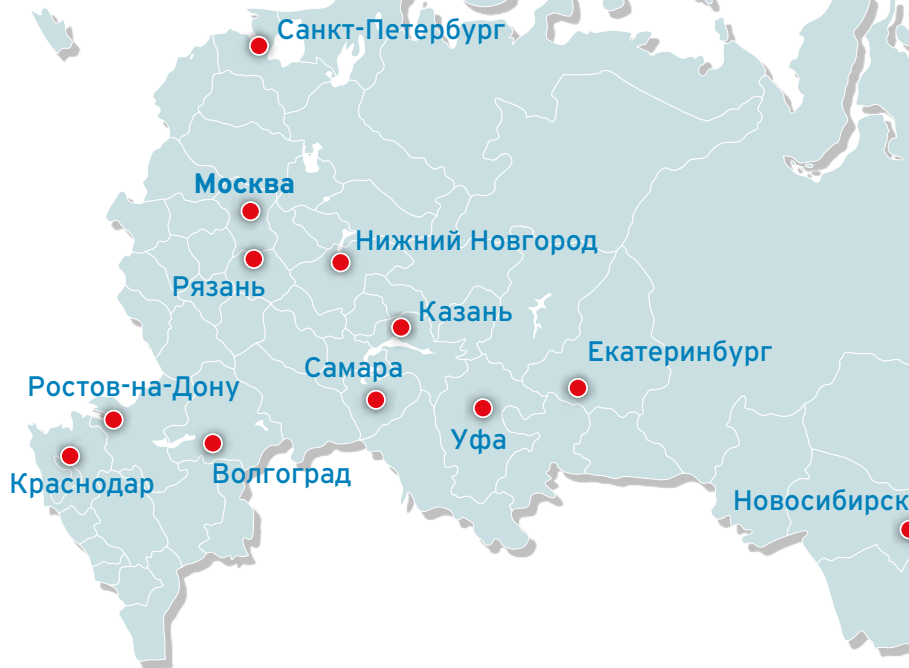 Санкт-Петербург
Москва
Нижний Новгород
Рязань
Казань
Екатеринбург
Самара
Ростов-на-Дону
Уфа
Волгоград
Краснодар
Новосибирск